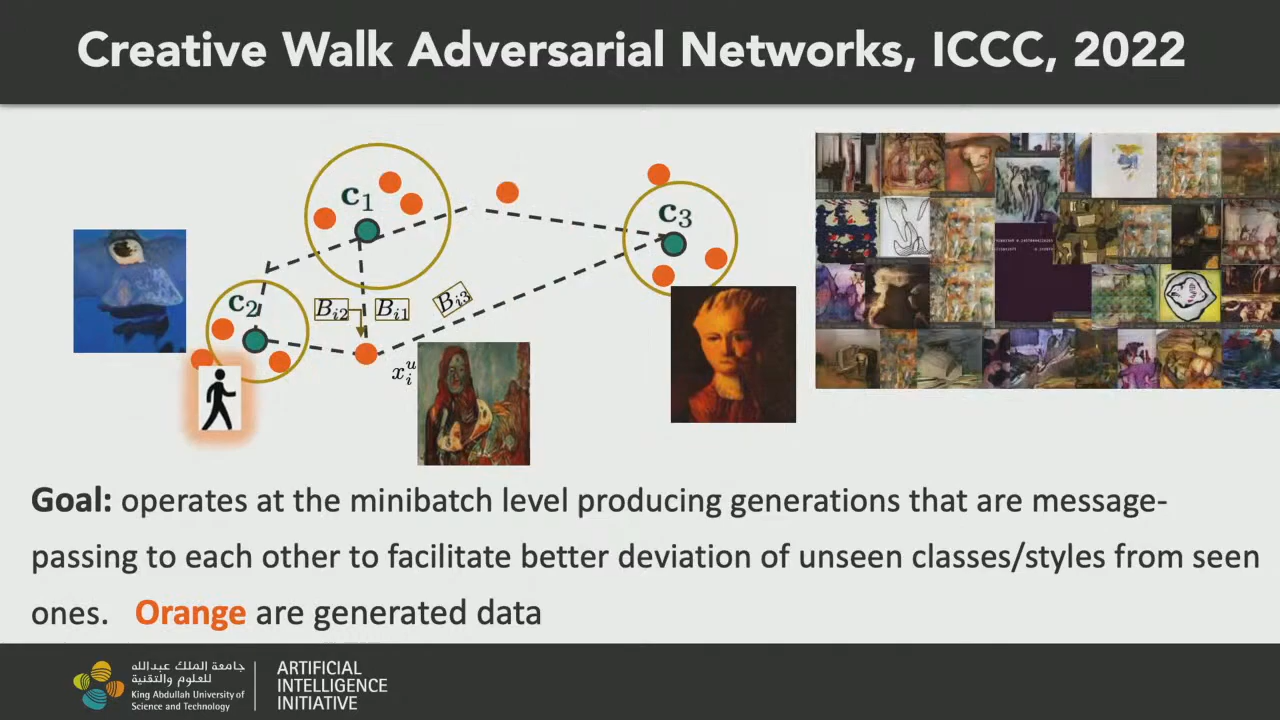 Creative Walk Adversarial Networks, ICCC, 2022
c1
c3
c2
Bi2
Bi1
Bi3
x_i^u
Goal: operates at the minibatch level producing generations that are message-
passing to each other to facilitate better deviation of unseen classes/styles from seen
ones. Orange are generated data
جامعة الملك عبدالله
للعلوم والتقنية
King Abdullah University of
Science and Technology
ARTIFICIAL
INTELLIGENCE
INITIATIVE